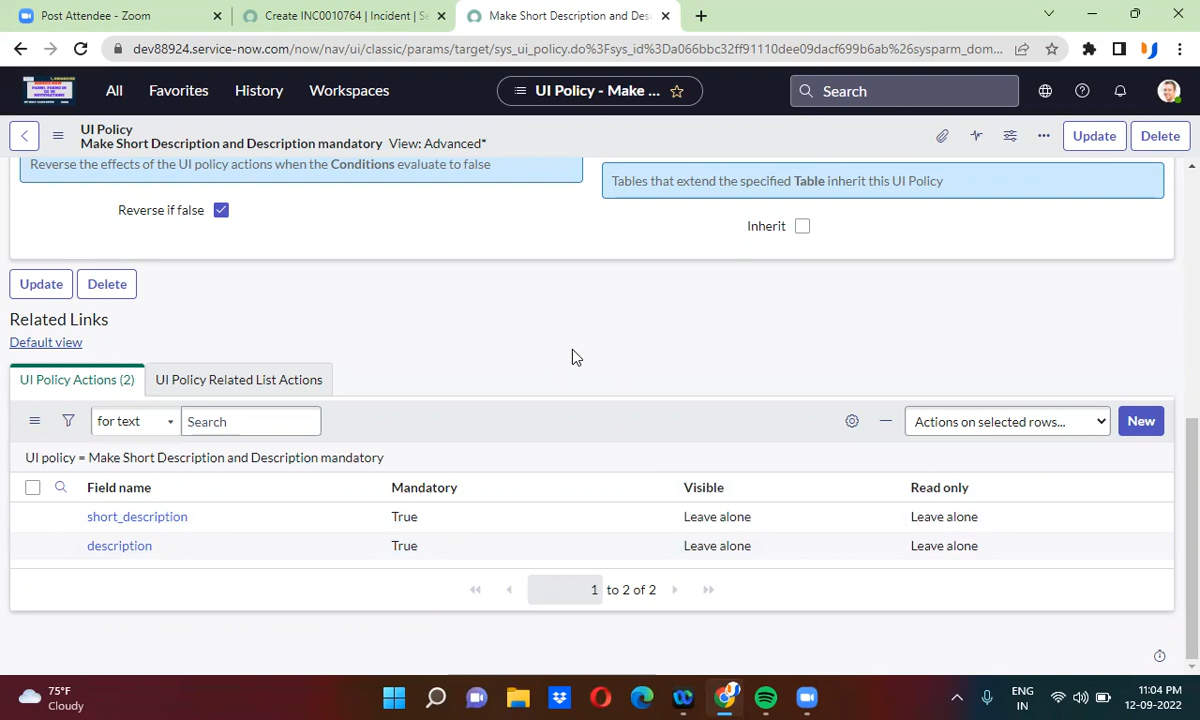 Post Attendee - Zoom
Create INC0010764 | Incident | Se
Make Short Description and Desc
dev88924.service-now.com/now/nav/ui/classic/params/target/sys_ui_policy.do%3Fsys_id%3Da066bbc32ff91110dee09dacf699b6ab%26sysparm_dom...
All
Favorites
History
Workspaces
UI Policy - Make ...
Search
UI Policy
Make Short Description and Description mandatory View: Advanced*
Update
Delete
Reverse the effects of the UI policy actions when the Conditions evaluate to false
Tables that extend the specified Table inherit this UI Policy
Reverse if false
Inherit
Update
Delete
Related Links
Default view
UI Policy Actions (2)
UI Policy Related List Actions
for text
Search
Actions on selected rows...
New
UI policy = Make Short Description and Description mandatory
Field name Mandatory Visible Read only
short_description True Leave alone Leave alone
description True Leave alone Leave alone
1 to 2 of 2
75°F
Cloudy
ENG
IN
11:04 PM
12-09-2022